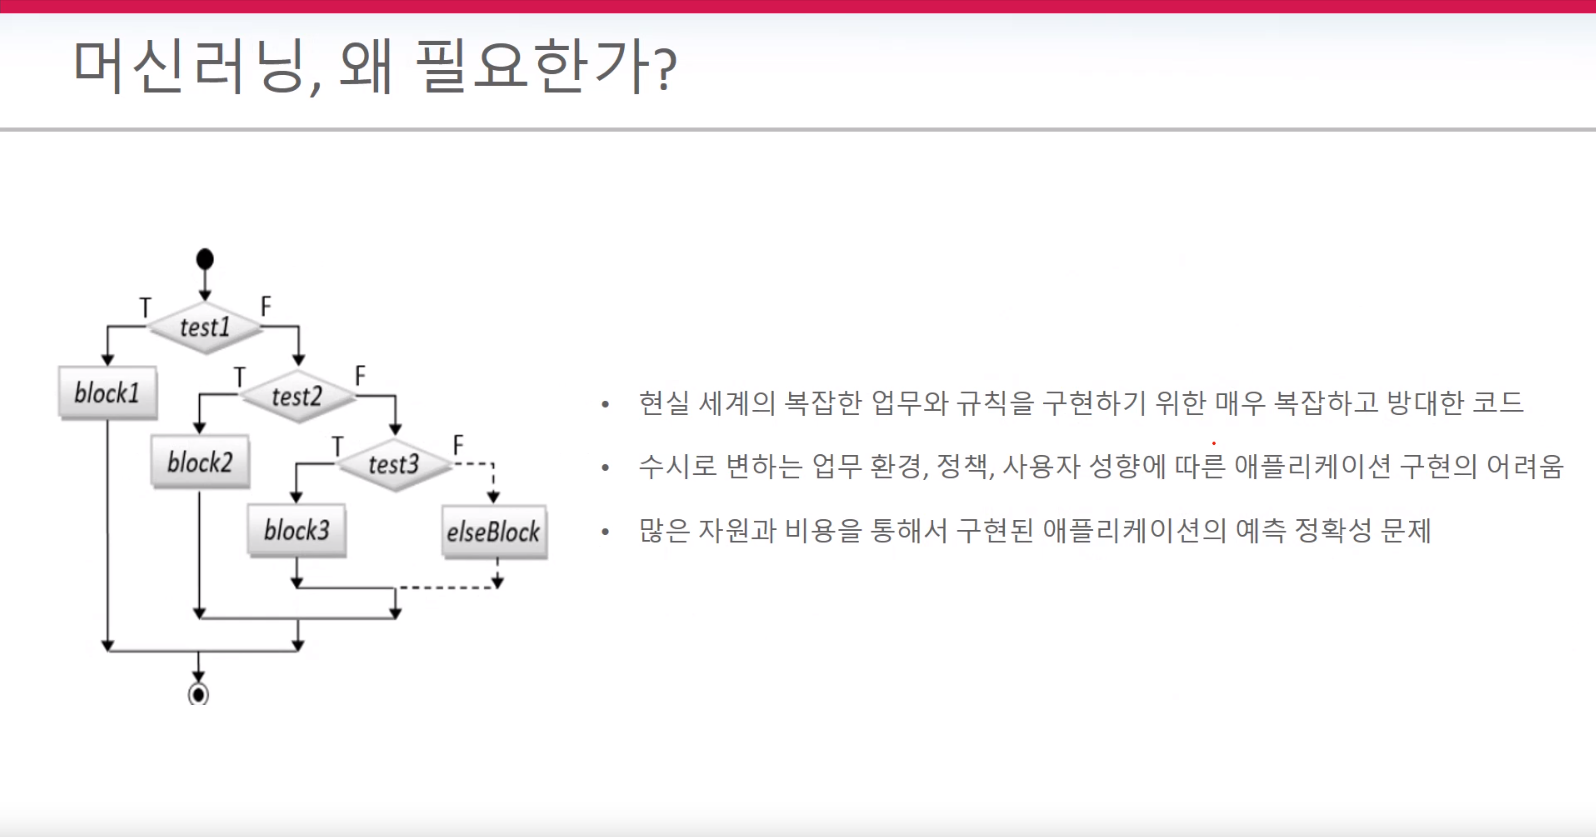 머신러닝, 왜 필요한가?
T
F
test1
block1
T
F
test2
block2
T
F
test3
block3
elseBlock
• 현실 세계의 복잡한 업무와 규칙을 구현하기 위한 매우 복잡하고 방대한 코드
• 수시로 변하는 업무 환경, 정책, 사용자 성향에 따른 애플리케이션 구현의 어려움
• 많은 자원과 비용을 통해서 구현된 애플리케이션의 예측 정확성 문제